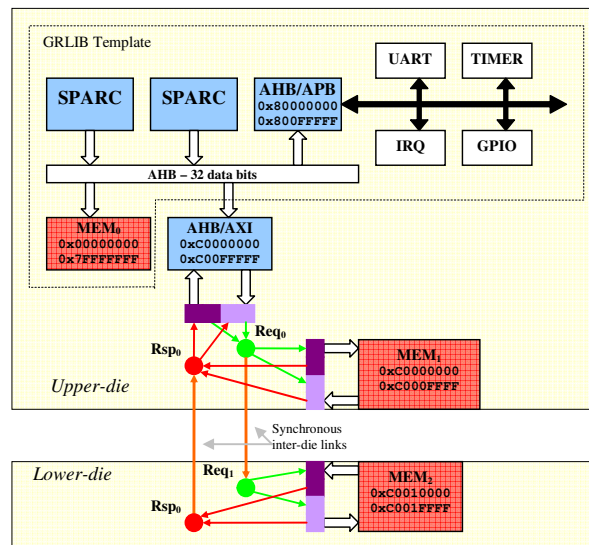 GRLIB Template
UART
TIMER
SPARC
SPARC
AHB/APB
0x80000000
0x800FFFFF
IRQ
GPIO
AHB – 32 data bits
MEM₀
0x00000000
0x7FFFFFFF
AHB/AXI
0xC0000000
0xC00FFFFF
Req₀
Rsp₀
MEM₁
0xC0000000
0xC000FFFF
Upper-die
Synchronous
inter-die links
Lower-die
Req₁
MEM₂
0xC0010000
0xC001FFFF
Rsp₀